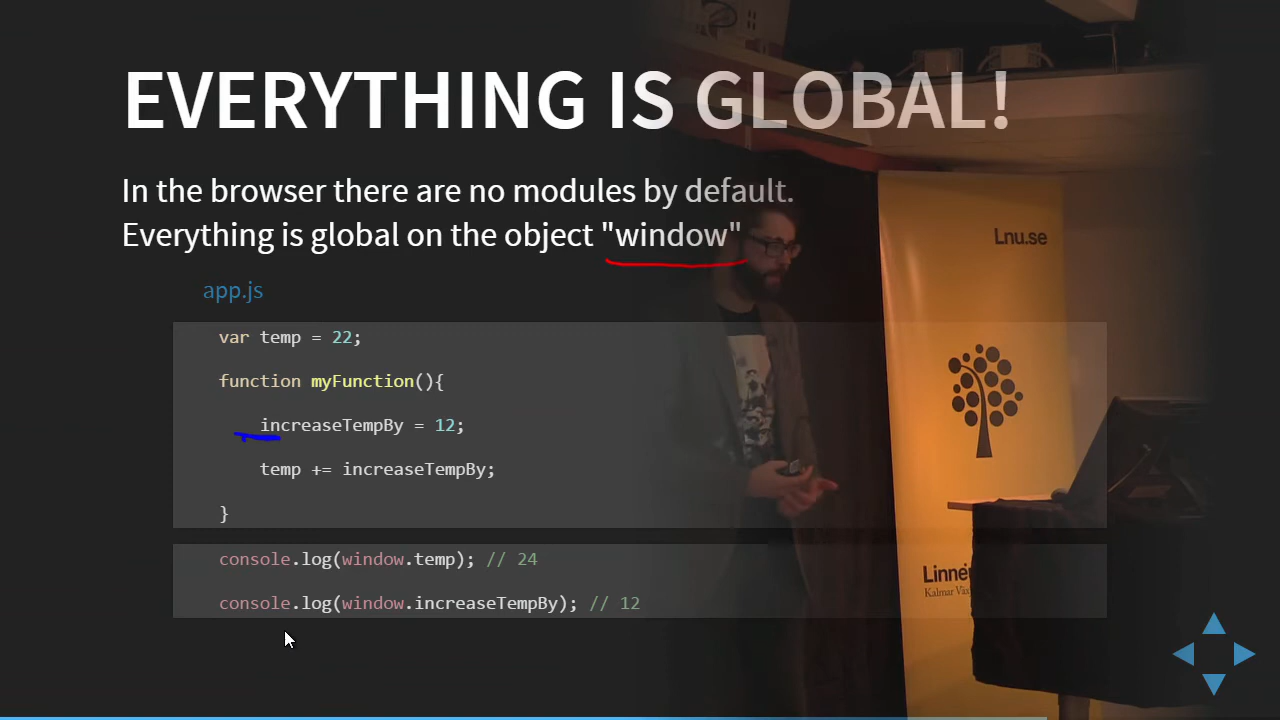 EVERYTHING IS GLOBAL!
In the browser there are no modules by default.
Everything is global on the object "window"
Lnu.se
app.js
var temp = 22;
function myFunction(){
increaseTempBy = 12;
temp += increaseTempBy;
}
console.log(window.temp); // 24
console.log(window.increaseTempBy); // 12
Kalmar